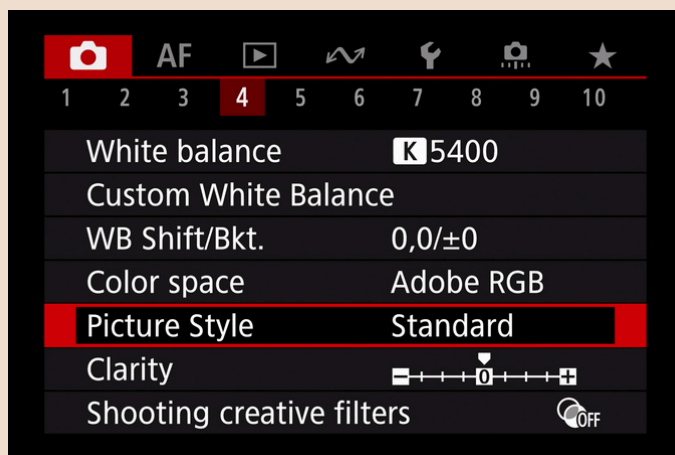 AF
1 2 3 4 5 6 7 8 9 10
White balance K 5400
Custom White Balance
WB Shift/Bkt. 0,0/±0
Color space Adobe RGB
Picture Style Standard
Clarity 0
Shooting creative filters OFF